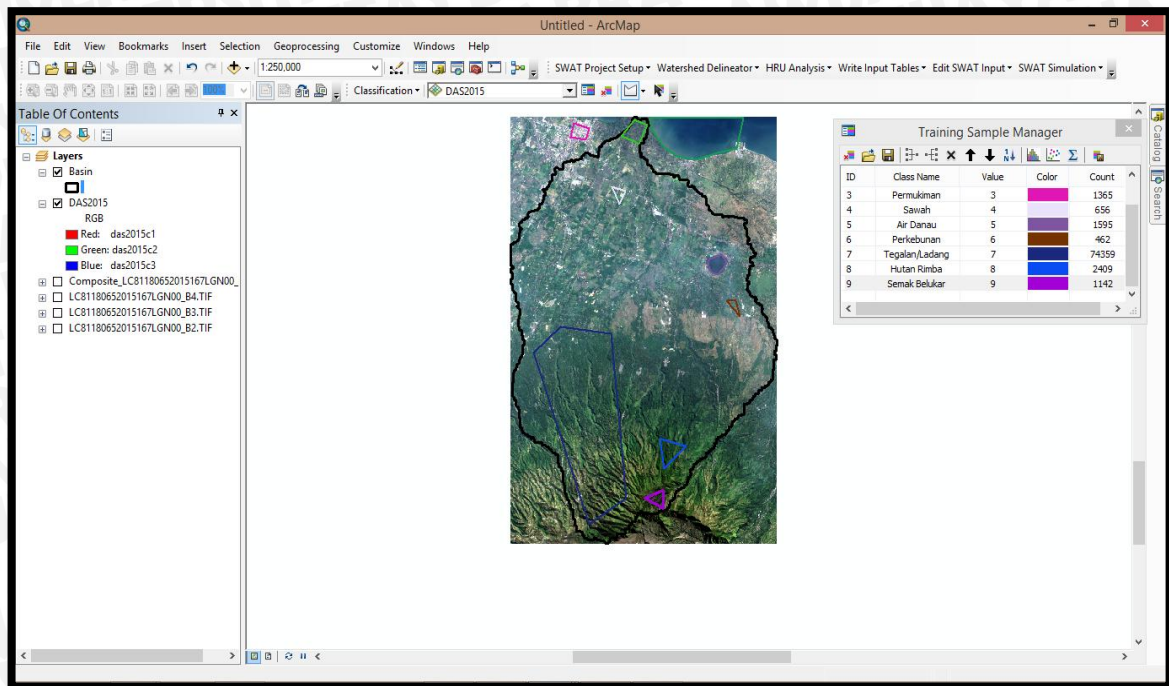 Untitled - ArcMap
File Edit View Bookmarks Insert Selection Geoprocessing Customize Windows Help
1:250,000 SWAT Project Setup Watershed Delineator HRU Analysis Write Input Tables Edit SWAT Input SWAT Simulation
100% Classification DAS2015
Table Of Contents
Layers
Basin
DAS2015
RGB
Red: das2015c1
Green: das2015c2
Blue: das2015c3
Composite_LC81180652015167LGN00_
LC81180652015167LGN00_B4.TIF
LC81180652015167LGN00_B3.TIF
LC81180652015167LGN00_B2.TIF
Training Sample Manager
ID Class Name Value Color Count
3 Permukiman 3 1365
4 Sawah 4 656
5 Air Danau 5 1595
6 Perkebunan 6 462
7 Tegalan/Ladang 7 74359
8 Hutan Rimba 8 2409
9 Semak Belukar 9 1142
Catalog
Search